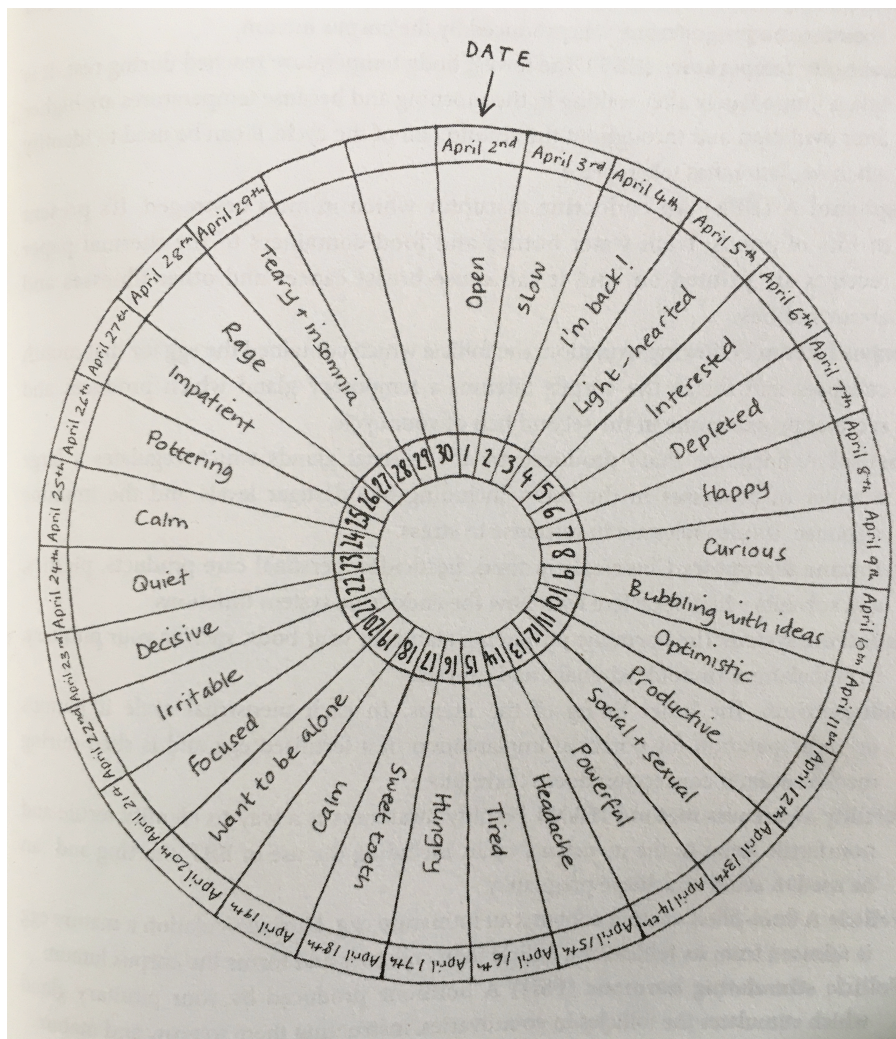 DATE
April 2nd
April 3rd
April 4th
April 5th
April 6th
April 7th
April 8th
April 9th
April 10th
April 11th
April 12th
April 13th
April 14th
April 15th
April 16th
April 17th
April 18th
April 19th
April 20th
April 21st
April 22nd
April 23rd
April 24th
April 25th
April 26th
April 27th
April 28th
April 29th
Open
slow
I'm back!
Light-hearted
Interested
Depleted
Happy
Curious
Bubbling with ideas
Optimistic
Productive
Social + sexual
Powerful
Headache
Tired
Hungry
Sweet tooth
Calm
Want to be alone
Focused
Irritable
Decisive
Quiet
Calm
Pottering
Impatient
Rage
Teary + insomnia
1
2
3
4
5
6
7
8
9
10
11
12
13
14
15
16
17
18
19
20
21
22
23
24
25
26
27
28
29
30